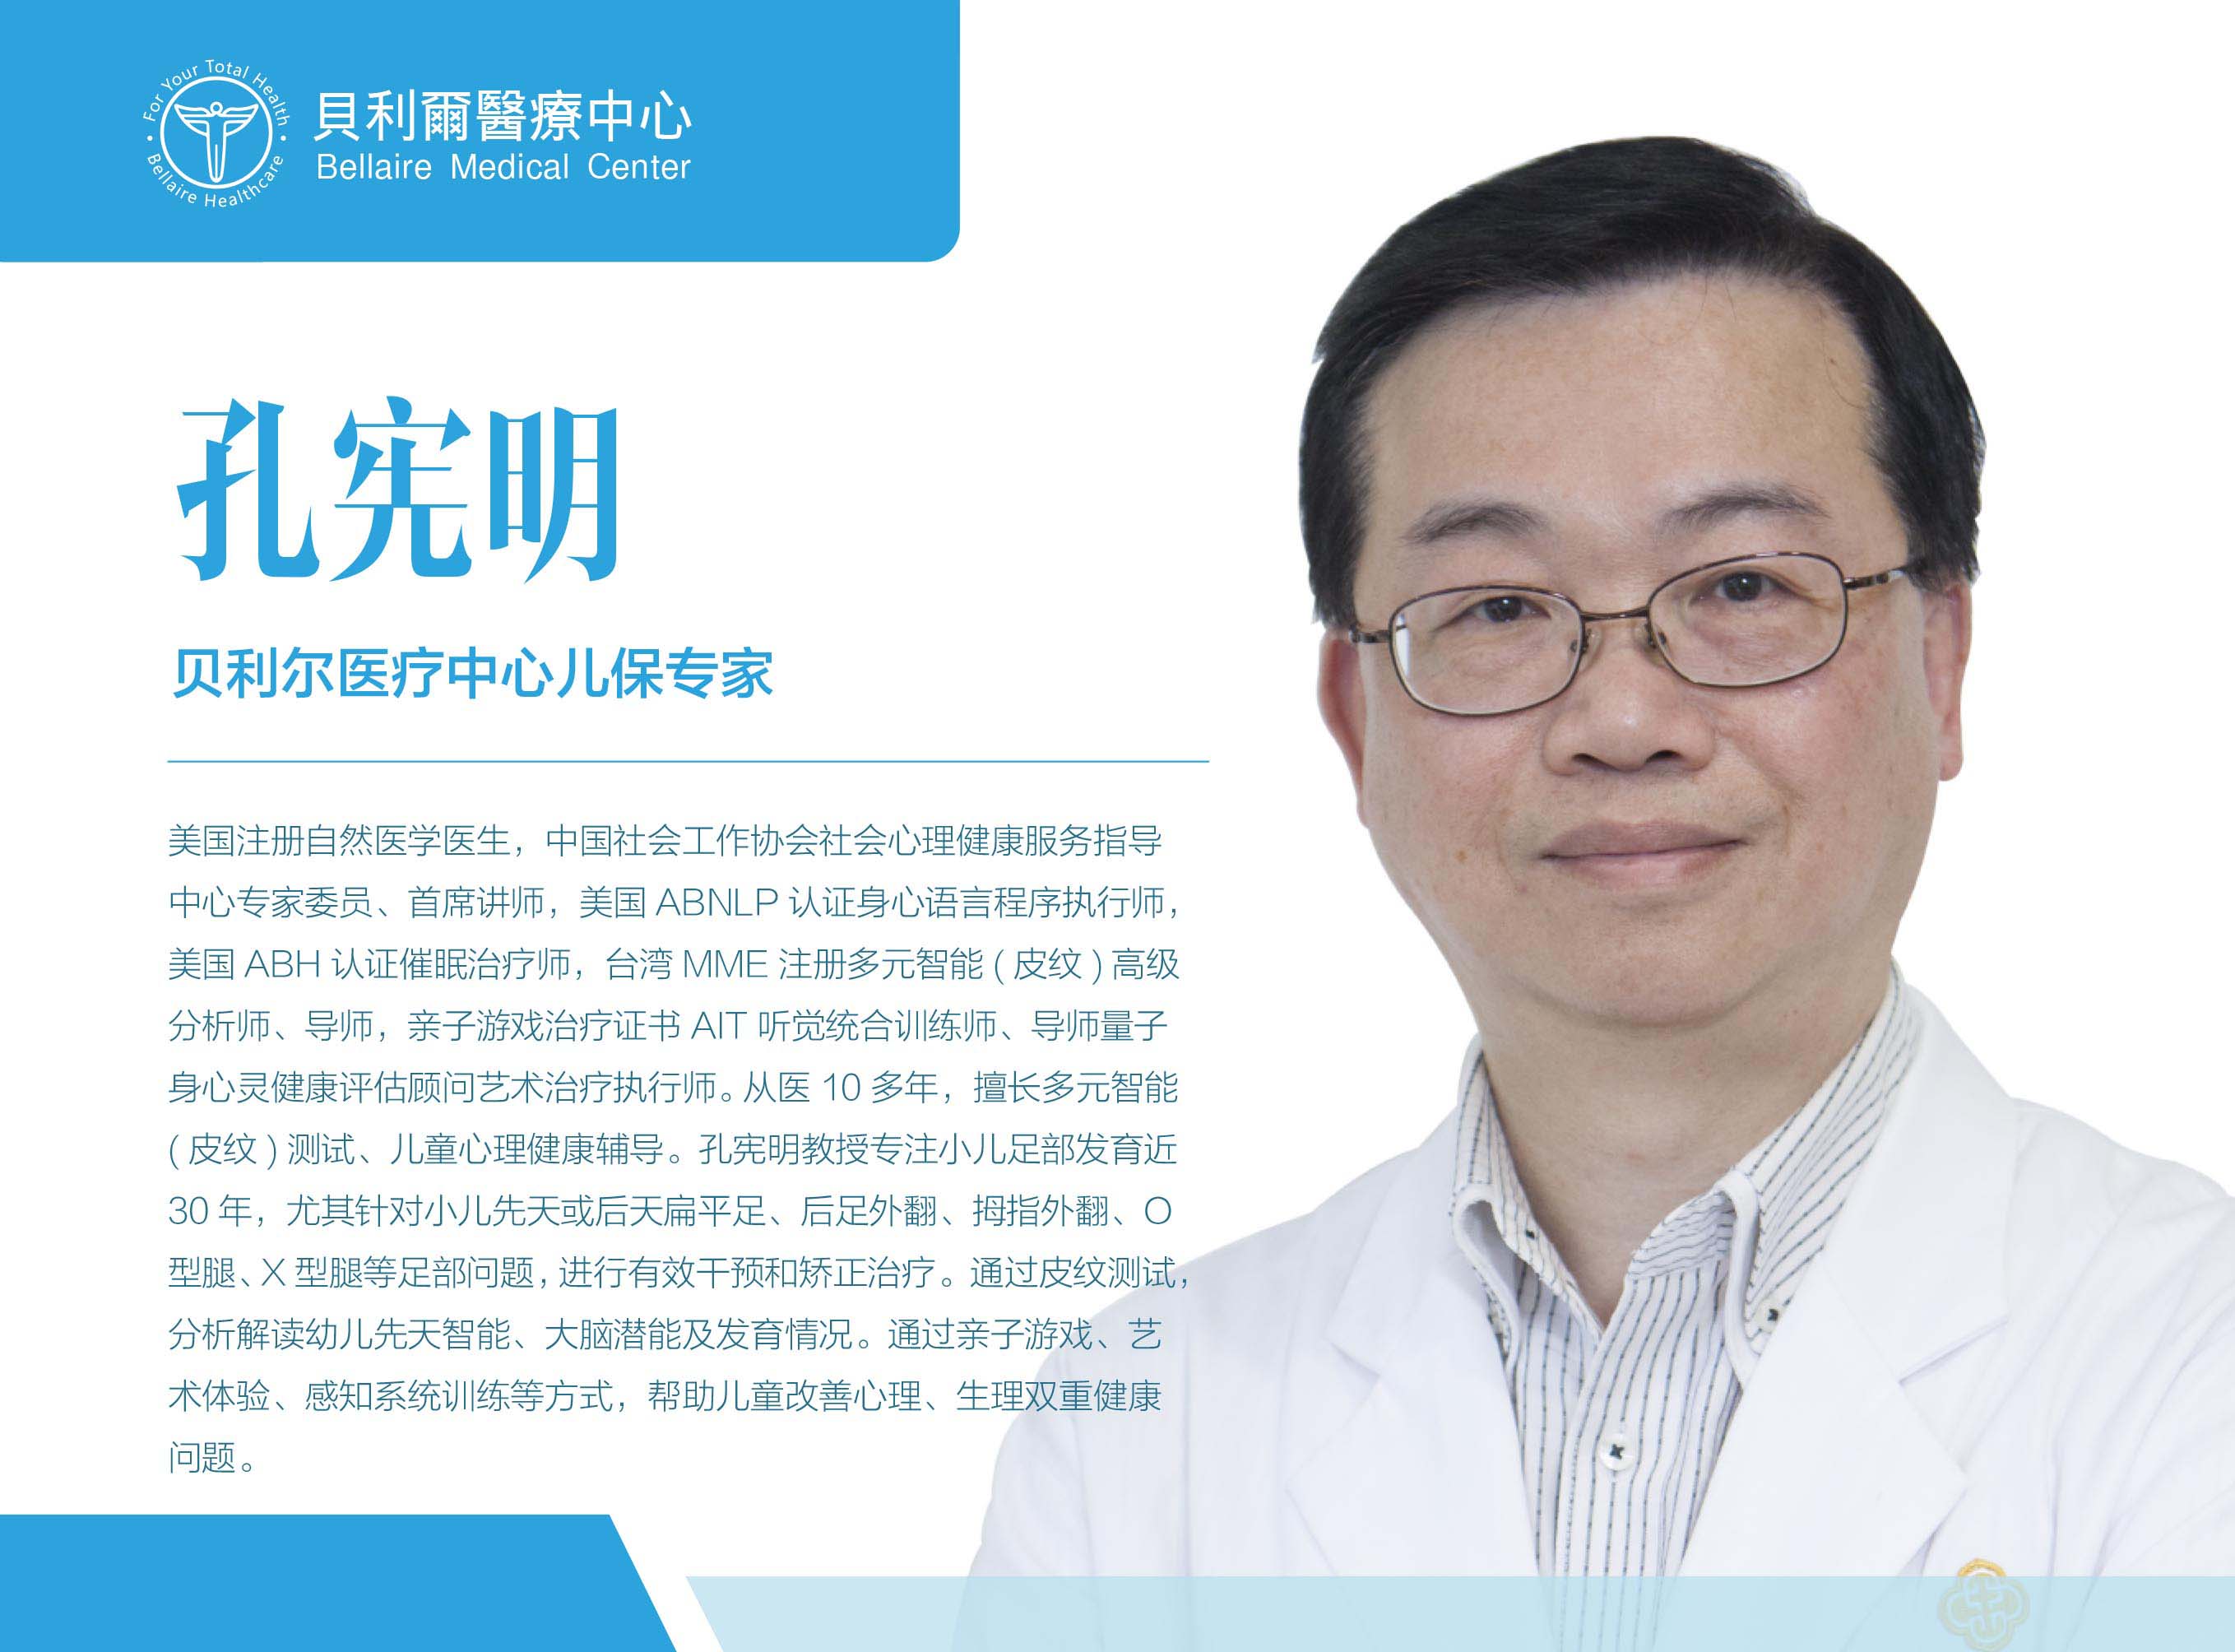 For Your Total Health
Bellaire Healthcare
貝利爾醫療中心
Bellaire Medical Center
孔宪明
贝利尔医疗中心儿保专家
美国注册自然医学医生，中国社会工作协会社会心理健康服务指导
中心专家委员、首席讲师，美国 ABNLP 认证身心语言程序执行师，
美国 ABH 认证催眠治疗师，台湾 MME 注册多元智能 ( 皮纹 ) 高级
分析师、导师，亲子游戏治疗证书 AIT 听觉统合训练师、导师量子
身心灵健康评估顾问艺术治疗执行师。从医 10 多年，擅长多元智能
( 皮纹 ) 测试、儿童心理健康辅导。孔宪明教授专注小儿足部发育近
30 年，尤其针对小儿先天或后天扁平足、后足外翻、拇指外翻、O
型腿、X 型腿等足部问题，进行有效干预和矫正治疗。通过皮纹测试，
分析解读幼儿先天智能、大脑潜能及发育情况。通过亲子游戏、艺
术体验、感知系统训练等方式，帮助儿童改善心理、生理双重健康
问题。